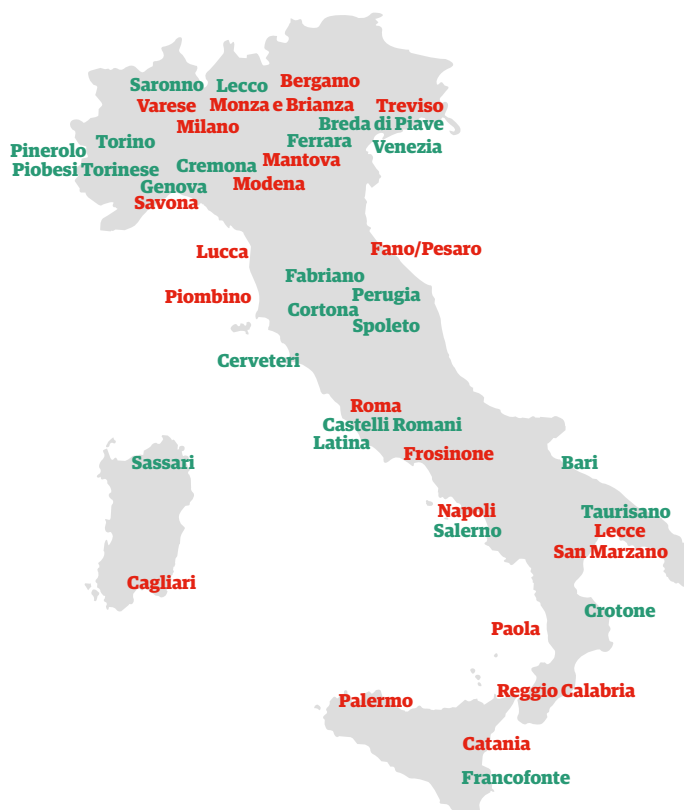 Bergamo
Saronno
Lecco
Varese
Monza e Brianza
Treviso
Milano
Breda di Piave
Torino
Ferrara
Venezia
Pinerolo
Mantova
Piobesi Torinese
Cremona
Genova
Modena
Savona
Lucca
Fano/Pesaro
Fabriano
Piombino
Perugia
Cortona
Spoleto
Cerveteri
Roma
Castelli Romani
Latina
Frosinone
Sassari
Bari
Napoli
Taurisano
Salerno
Lecce
San Marzano
Cagliari
Crotone
Paola
Reggio Calabria
Palermo
Catania
Francofonte